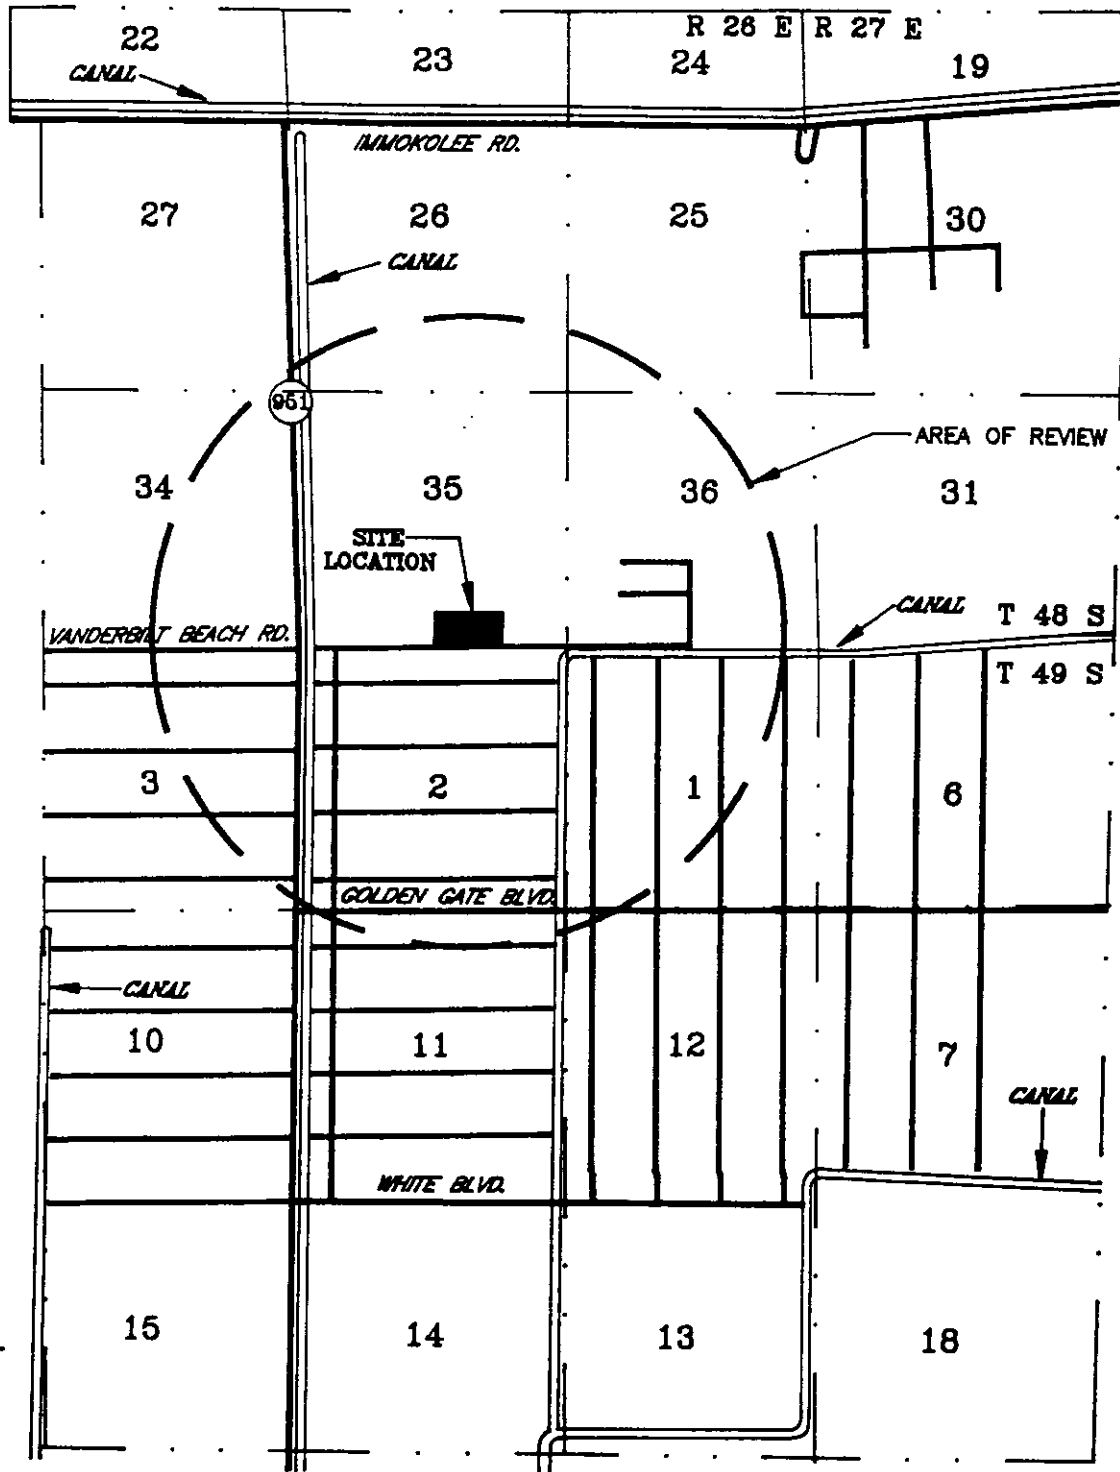 R 26 E R 27 E
22
23
24
19
CANAL
IMMOKOLEE RD.
27
26
25
30
CANAL
951
AREA OF REVIEW
34
35
36
31
SITE
LOCATION
CANAL
T 48 S
VANDERBILT BEACH RD.
T 49 S
3
2
1
6
GOLDEN GATE BLVD.
CANAL
10
11
12
7
CANAL
WHITE BLVD.
15
14
13
18